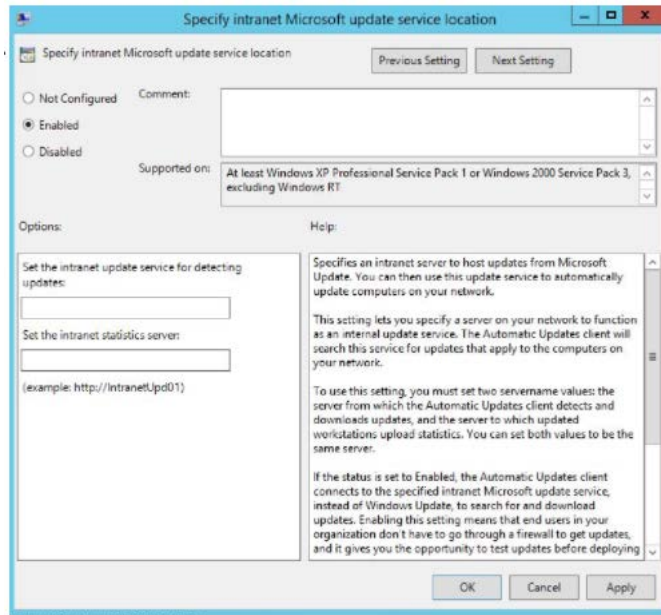 Specify intranet Microsoft update service location
Specify intranet Microsoft update service location
Previous Setting
Next Setting
Not Configured
Comment:
Enabled
Disabled
Supported on:
At least Windows XP Professional Service Pack 1 or Windows 2000 Service Pack 3,
excluding Windows RT
Options:
Help:
Set the intranet update service for detecting
updates:
Set the intranet statistics server:
(example: http://IntranetUpd01)
Specifies an intranet server to host updates from Microsoft
Update. You can then use this update service to automatically
update computers on your network.
This setting lets you specify a server on your network to function
as an internal update service. The Automatic Updates client will
search this service for updates that apply to the computers on
your network.
To use this setting, you must set two servername values: the
server from which the Automatic Updates client detects and
downloads updates, and the server to which updated
workstations upload statistics. You can set both values to be the
same server.
If the status is set to Enabled, the Automatic Updates client
connects to the specified intranet Microsoft update service,
instead of Windows Update, to search for and download
updates. Enabling this setting means that end users in your
organization don't have to go through a firewall to get updates,
and it gives you the opportunity to test updates before deploying
OK
Cancel
Apply